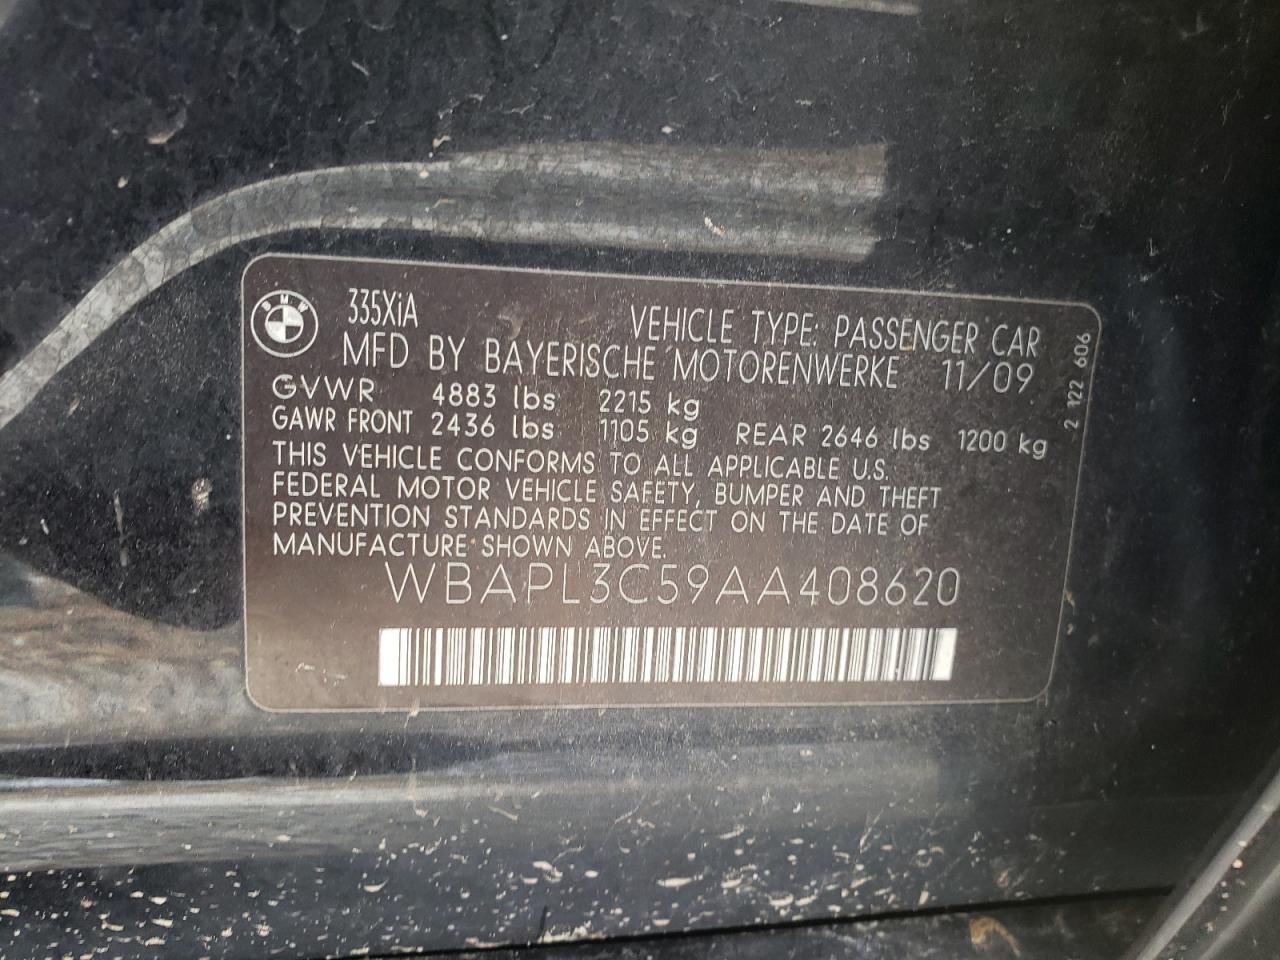 BMW
335XiA
VEHICLE TYPE: PASSENGER CAR
MFD BY BAYERISCHE MOTORENWERKE 11/09
GVWR 4883 lbs 2215 kg
GAWR FRONT 2436 lbs 1105 kg REAR 2646 lbs 1200 kg
THIS VEHICLE CONFORMS TO ALL APPLICABLE U.S.
FEDERAL MOTOR VEHICLE SAFETY, BUMPER AND THEFT
PREVENTION STANDARDS IN EFFECT ON THE DATE OF
MANUFACTURE SHOWN ABOVE.
WBAPL3C59AA408620
2 122 606